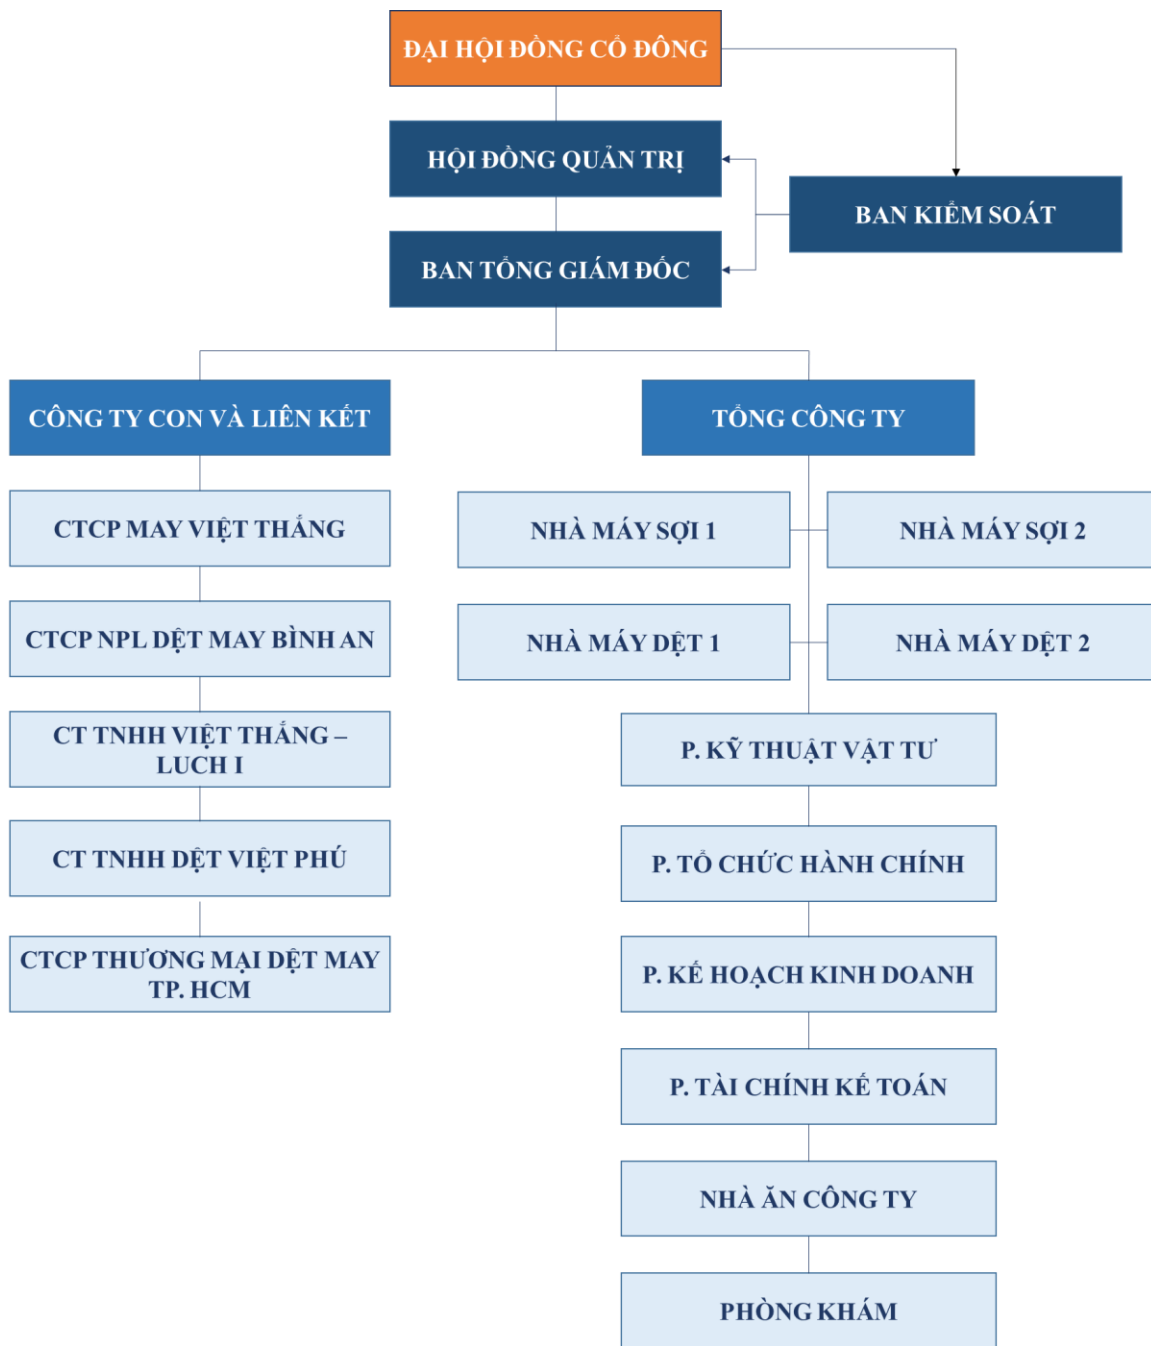 ĐẠI HỘI ĐỒNG CỔ ĐÔNG
HỘI ĐỒNG QUẢN TRỊ
BAN KIỂM SOÁT
BAN TỔNG GIÁM ĐỐC
CÔNG TY CON VÀ LIÊN KẾT
CTCP MAY VIỆT THẮNG
CTCP NPL DỆT MAY BÌNH AN
CT TNHH VIỆT THẮNG –
LUCH I
CT TNHH DỆT VIỆT PHÚ
CTCP THƯƠNG MẠI DỆT MAY
TP. HCM
TỔNG CÔNG TY
NHÀ MÁY SỢI 1
NHÀ MÁY SỢI 2
NHÀ MÁY DỆT 1
NHÀ MÁY DỆT 2
P. KỸ THUẬT VẬT TƯ
P. TỔ CHỨC HÀNH CHÍNH
P. KẾ HOẠCH KINH DOANH
P. TÀI CHÍNH KẾ TOÁN
NHÀ ĂN CÔNG TY
PHÒNG KHÁM